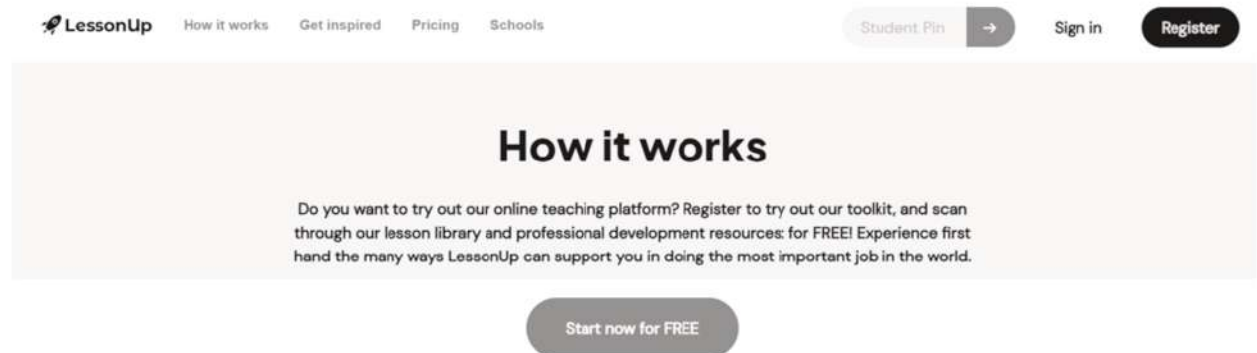 LessonUp
How it works
Get inspired
Pricing
Schools
Student Pin
Sign in
Register
How it works
Do you want to try out our online teaching platform? Register to try out our toolkit, and scan
through our lesson library and professional development resources: for FREE! Experience first
hand the many ways LessonUp can support you in doing the most important job in the world.
Start now for FREE